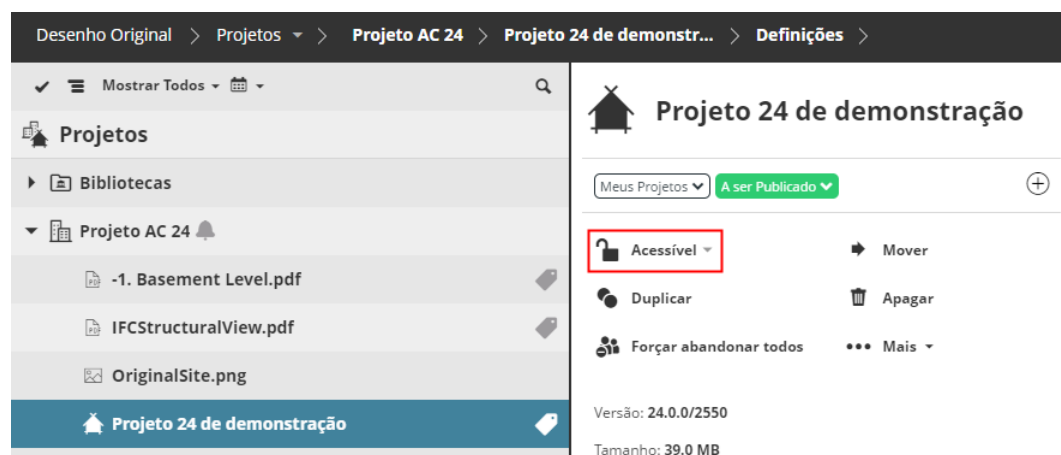 Desenho Original > Projetos > Projeto AC 24 > Projeto 24 de demonstr... > Definições >
Mostrar Todos
Projetos
Bibliotecas
Projeto AC 24
-1. Basement Level.pdf
IFCStructuralView.pdf
OriginalSite.png
Projeto 24 de demonstração
Projeto 24 de demonstração
Meus Projetos A ser Publicado
Acessível Mover
Duplicar Apagar
Forçar abandonar todos ••• Mais
Versão: 24.0.0/2550
Tamanho: 39.0 MB